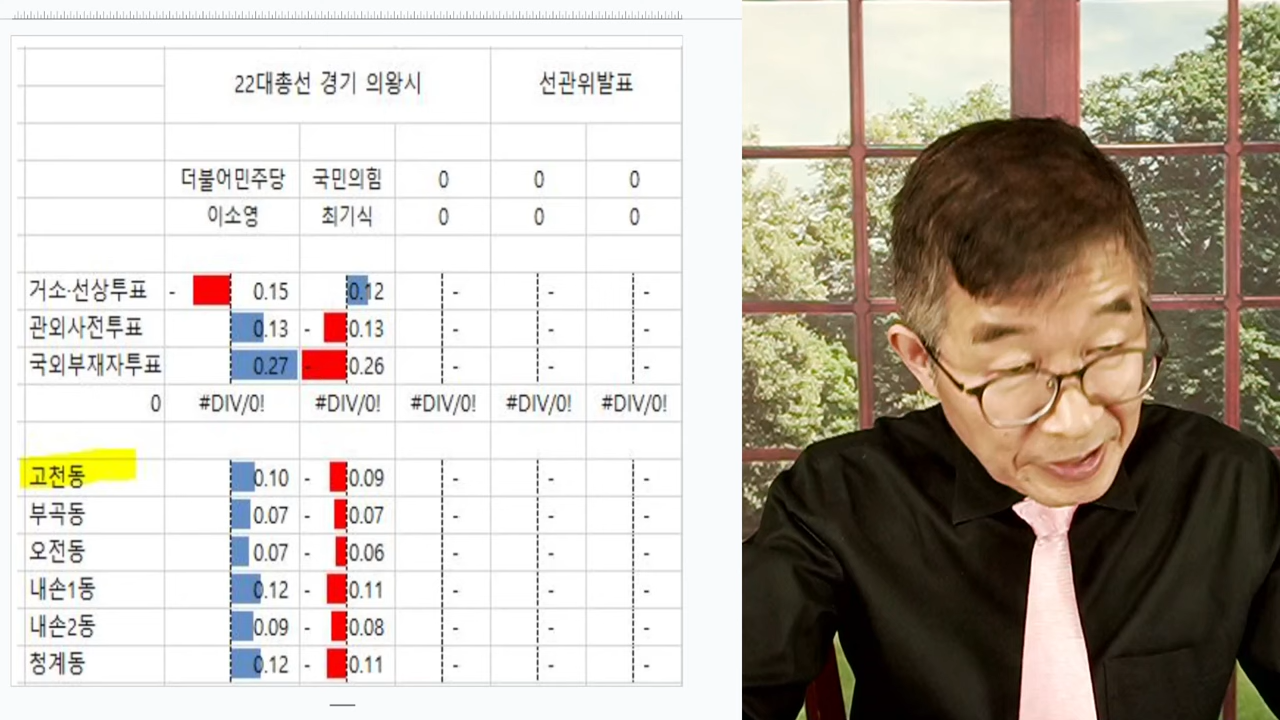 22대총선 경기 의왕시 선관위발표
더불어민주당 국민의힘 0 0 0
이소영 최기식 0 0 0
거소·선상투표 - 0.15 0.12 - - -
관외사전투표 0.13 - 0.13 - - -
국외부재자투표 0.27 - 0.26 - - -
0 #DIV/0! #DIV/0! #DIV/0! #DIV/0! #DIV/0!
고천동 0.10 - 0.09 - - -
부곡동 0.07 - 0.07 - - -
오전동 0.07 - 0.06 - - -
내손1동 0.12 - 0.11 - - -
내손2동 0.09 - 0.08 - - -
청계동 0.12 - 0.11 - - -